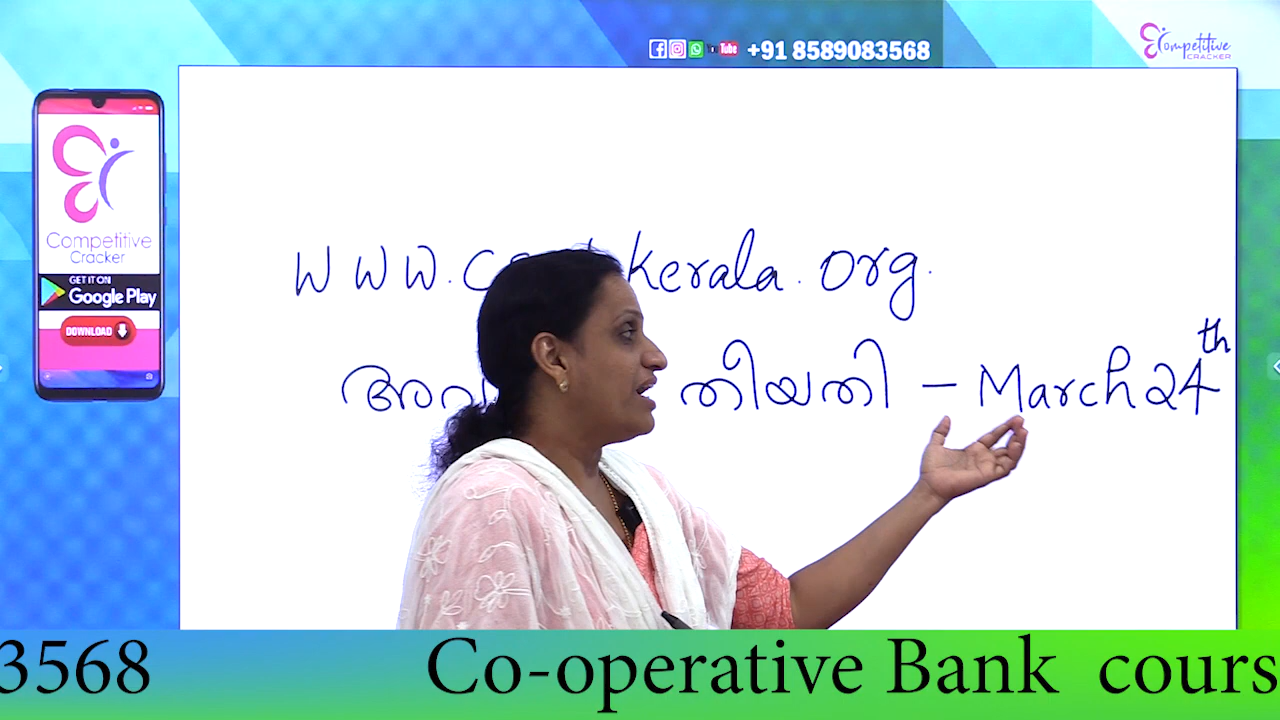 +91 8589083568
Competitive
CRACKER
Competitive
Cracker
GET IT ON
Google Play
DOWNLOAD
kerala.org.
തീയതി - March 24th
3568 Co-operative Bank cours